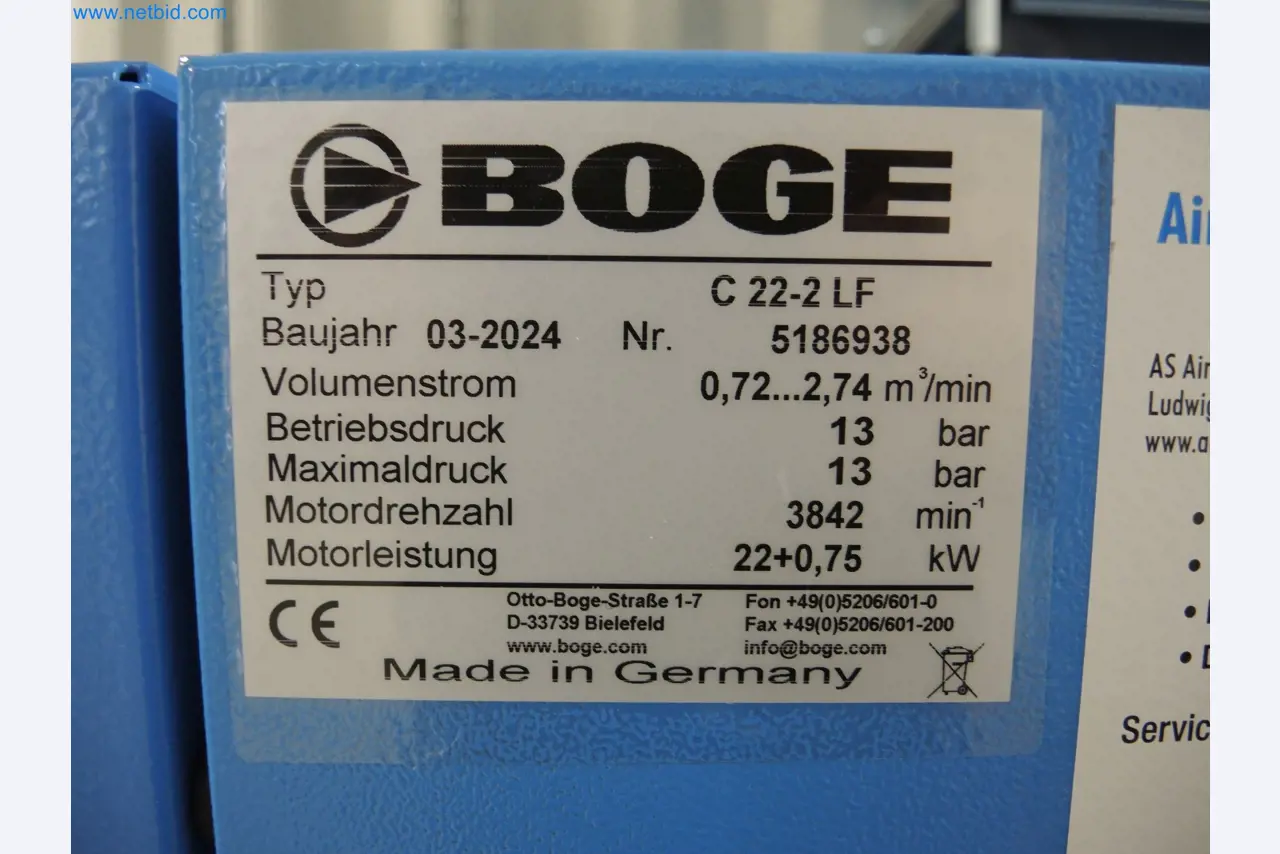 www.netbid.com
BOGE
Typ C 22-2 LF
Baujahr 03-2024 Nr. 5186938
Volumenstrom 0,72...2,74 m³/min
Betriebsdruck 13 bar
Maximaldruck 13 bar
Motordrehzahl 3842 min⁻¹
Motorleistung 22+0,75 kW
CE
Otto-Boge-Straße 1-7 Fon +49(0)5206/601-0
D-33739 Bielefeld Fax +49(0)5206/601-200
www.boge.com info@boge.com
Made in Germany
AS Air